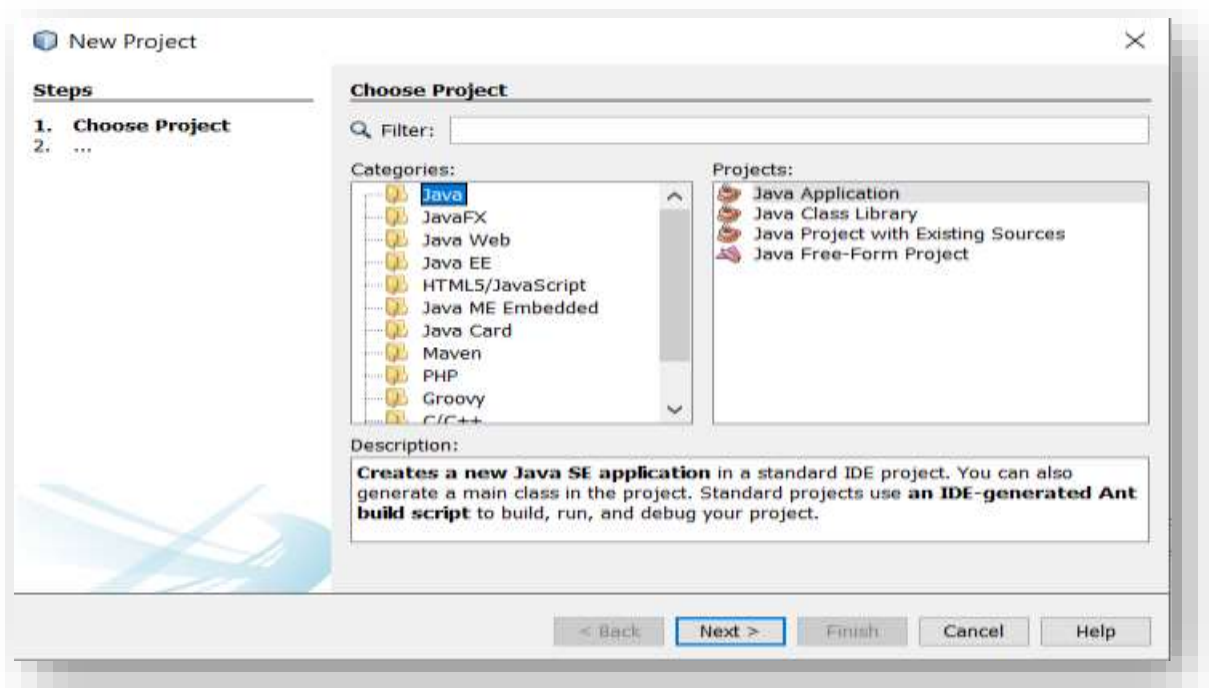 New Project
Steps
1. Choose Project
2. ...
Choose Project
Filter:
Categories:
Java
JavaFX
Java Web
Java EE
HTML5/JavaScript
Java ME Embedded
Java Card
Maven
PHP
Groovy
C/C++
Projects:
Java Application
Java Class Library
Java Project with Existing Sources
Java Free-Form Project
Description:
Creates a new Java SE application in a standard IDE project. You can also
generate a main class in the project. Standard projects use an IDE-generated Ant
build script to build, run, and debug your project.
< Back
Next >
Finish
Cancel
Help